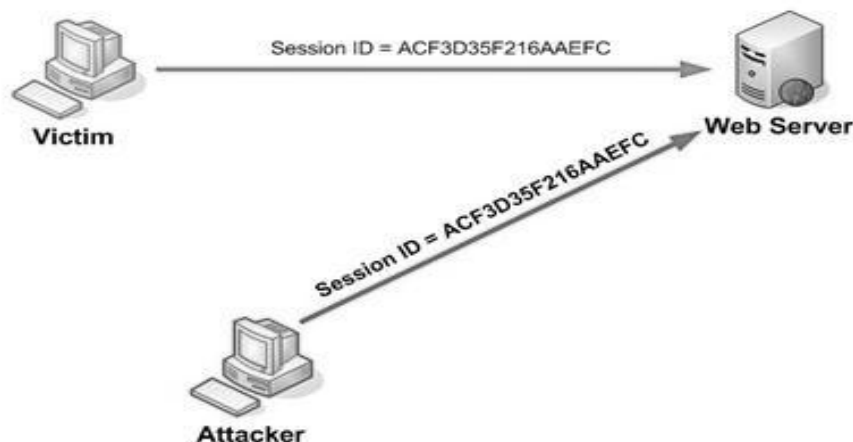 Session ID = ACF3D35F216AAEFC
Victim
Web Server
Session ID = ACF3D35F216AAEFC
Attacker